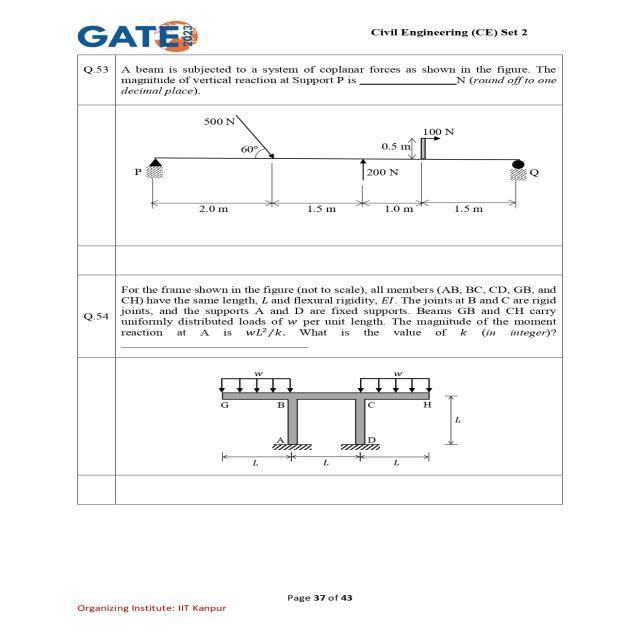 GATE 2023
Civil Engineering (CE) Set 2
Q.53
A beam is subjected to a system of coplanar forces as shown in the figure. The
magnitude of vertical reaction at Support P is ________________N (round off to one
decimal place).
500 N
60°
0.5 m
100 N
P
200 N
Q
2.0 m
1.5 m
1.0 m
1.5 m
Q.54
For the frame shown in the figure (not to scale), all members (AB, BC, CD, GB, and
CH) have the same length, L and flexural rigidity, EI. The joints at B and C are rigid
joints, and the supports A and D are fixed supports. Beams GB and CH carry
uniformly distributed loads of w per unit length. The magnitude of the moment
reaction at A is wL²/k. What is the value of k (in integer)?
________________
w
w
G
B
C
H
L
A
D
L
L
L
Page 37 of 43
Organizing Institute: IIT Kanpur